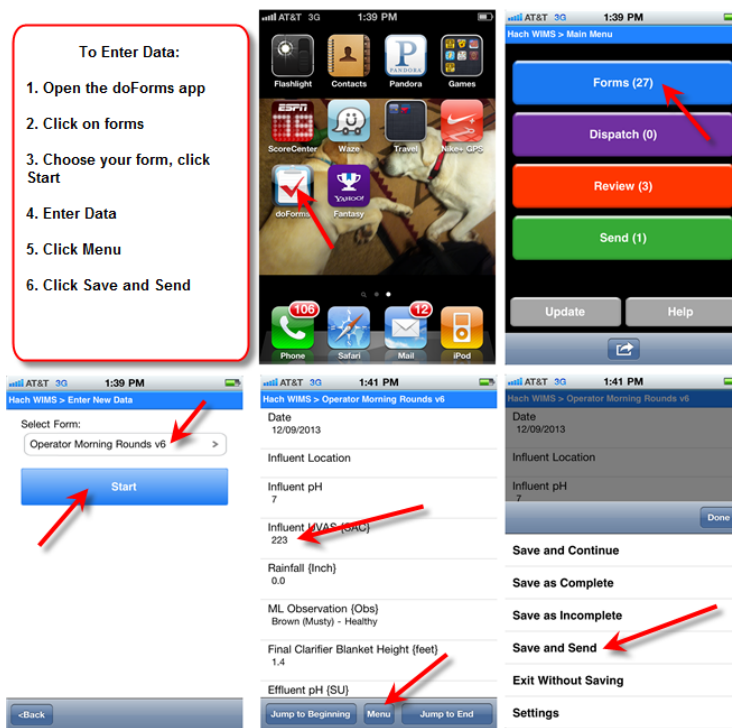 To Enter Data:
1. Open the doForms app
2. Click on forms
3. Choose your form, click
Start
4. Enter Data
5. Click Menu
6. Click Save and Send
AT&T 3G 1:39 PM
Flashlight Contacts Pandora Games
P
PANDORA
ESPN
ScoreCenter Waze Travel Nike+ GPS
YAHOO!
doForms Fantasy
106 12
Phone Safari Mail iPod
AT&T 3G 1:39 PM
Hach WIMS > Main Menu
Forms (27)
Dispatch (0)
Review (3)
Send (1)
Update Help
AT&T 3G 1:39 PM
Hach WIMS > Enter New Data
Select Form:
Operator Morning Rounds v6 >
Start
<Back
AT&T 3G 1:41 PM
Hach WIMS > Operator Morning Rounds v6
Date
12/09/2013
Influent Location
Influent pH
7
Influent UVAS {SAC}
223
Rainfall {Inch}
0.0
ML Observation {Obs}
Brown (Musty) - Healthy
Final Clarifier Blanket Height {feet}
1.4
Effluent pH {SU}
Jump to Beginning Menu Jump to End
AT&T 3G 1:41 PM
Hach WIMS > Operator Morning Rounds v6
Date
12/09/2013
Influent Location
Influent pH
7
Done
Save and Continue
Save as Complete
Save as Incomplete
Save and Send
Exit Without Saving
Settings